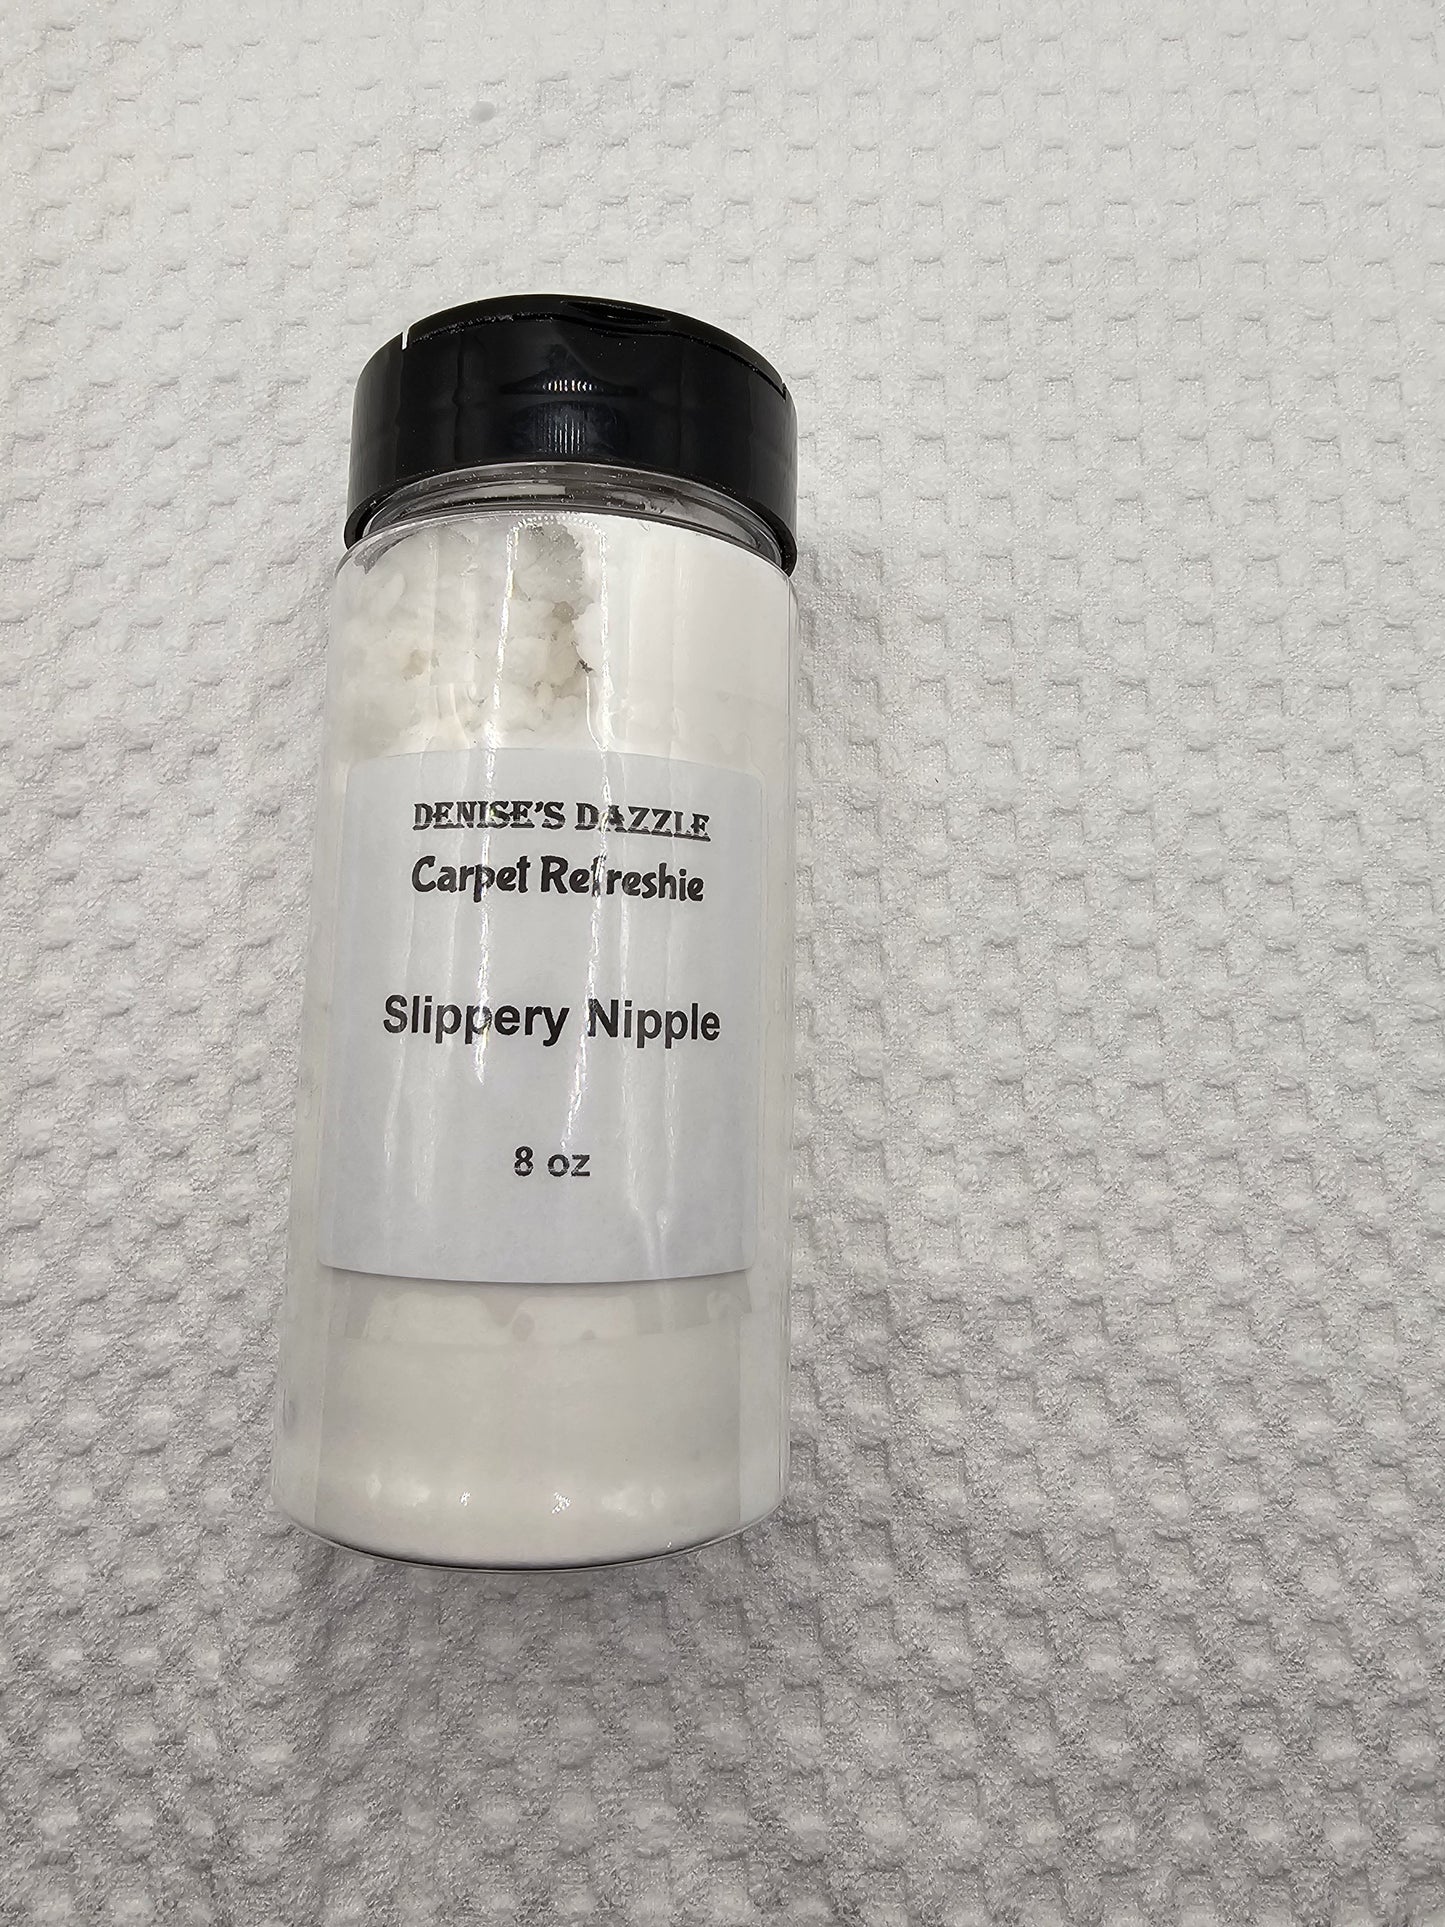 DENISE'S DAZZLE
Carpet Refreshie
Slippery Nipple
8 oz